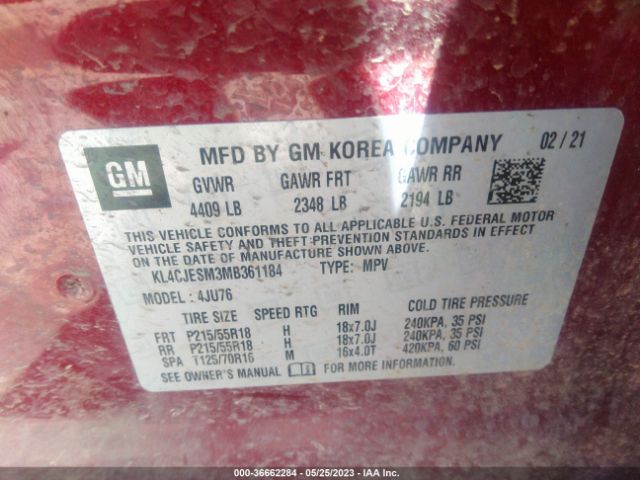 GM
MFD BY GM KOREA COMPANY 02 / 21
GVWR GAWR FRT GAWR RR
4409 LB 2348 LB 2194 LB
THIS VEHICLE CONFORMS TO ALL APPLICABLE U.S. FEDERAL MOTOR
VEHICLE SAFETY AND THEFT PREVENTION STANDARDS IN EFFECT
ON THE DATE OF MANUFACTURE SHOWN ABOVE.
KL4CJESM3MB361184 TYPE: MPV
MODEL : 4JU76
TIRE SIZE SPEED RTG RIM COLD TIRE PRESSURE
FRT P215/55R18 H 18x7.0J 240KPA, 35 PSI
RR P215/55R18 H 18x7.0J 240KPA, 35 PSI
SPA T125/70R16 M 16x4.0T 420KPA, 60 PSI
SEE OWNER'S MANUAL FOR MORE INFORMATION.
000-36662284 - 05/25/2023 - IAA Inc.